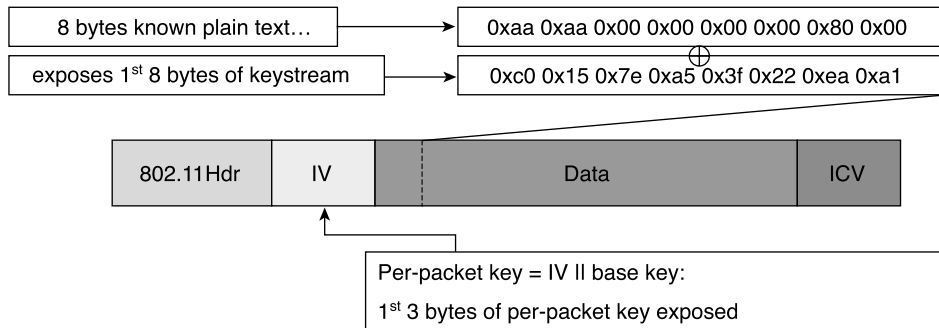 8 bytes known plain text…
0xaa 0xaa 0x00 0x00 0x00 0x00 0x80 0x00
exposes 1st 8 bytes of keystream
0xc0 0x15 0x7e 0xa5 0x3f 0x22 0xea 0xa1
802.11Hdr
IV
Data
ICV
Per-packet key = IV II base key:
1st 3 bytes of per-packet key exposed